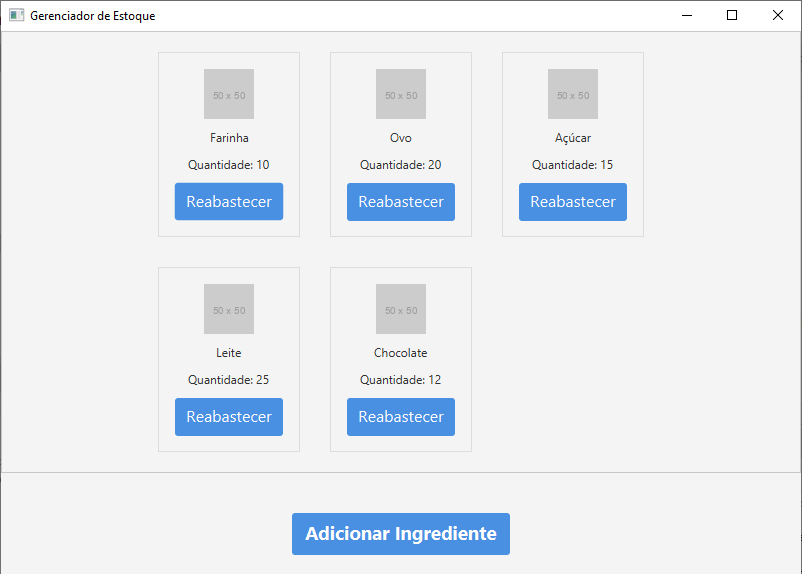 Gerenciador de Estoque
50 x 50
50 x 50
50 x 50
Farinha
Ovo
Açúcar
Quantidade: 10
Quantidade: 20
Quantidade: 15
Reabastecer
Reabastecer
Reabastecer
50 x 50
50 x 50
Leite
Chocolate
Quantidade: 25
Quantidade: 12
Reabastecer
Reabastecer
Adicionar Ingrediente